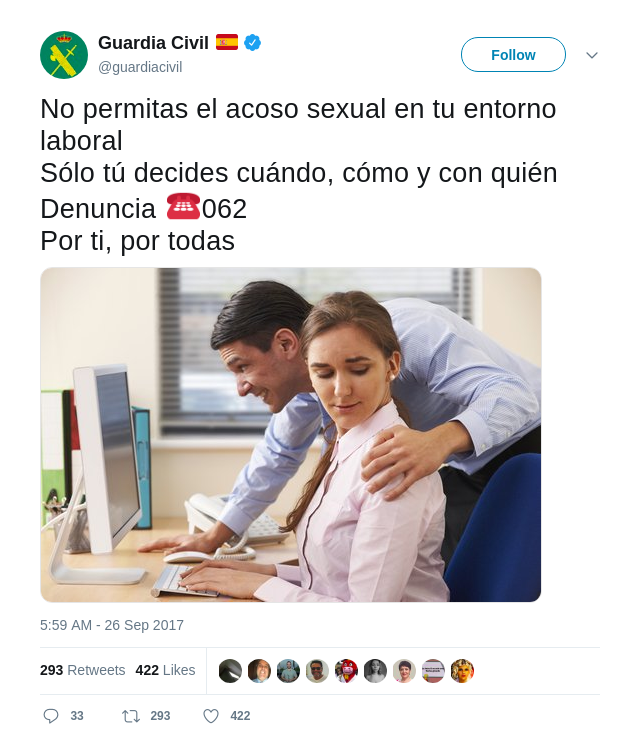 Guardia Civil
@guardiacivil
Follow
No permitas el acoso sexual en tu entorno
laboral
Sólo tú decides cuándo, cómo y con quién
Denuncia ☎️062
Por ti, por todas
5:59 AM - 26 Sep 2017
293 Retweets 422 Likes
33 293 422